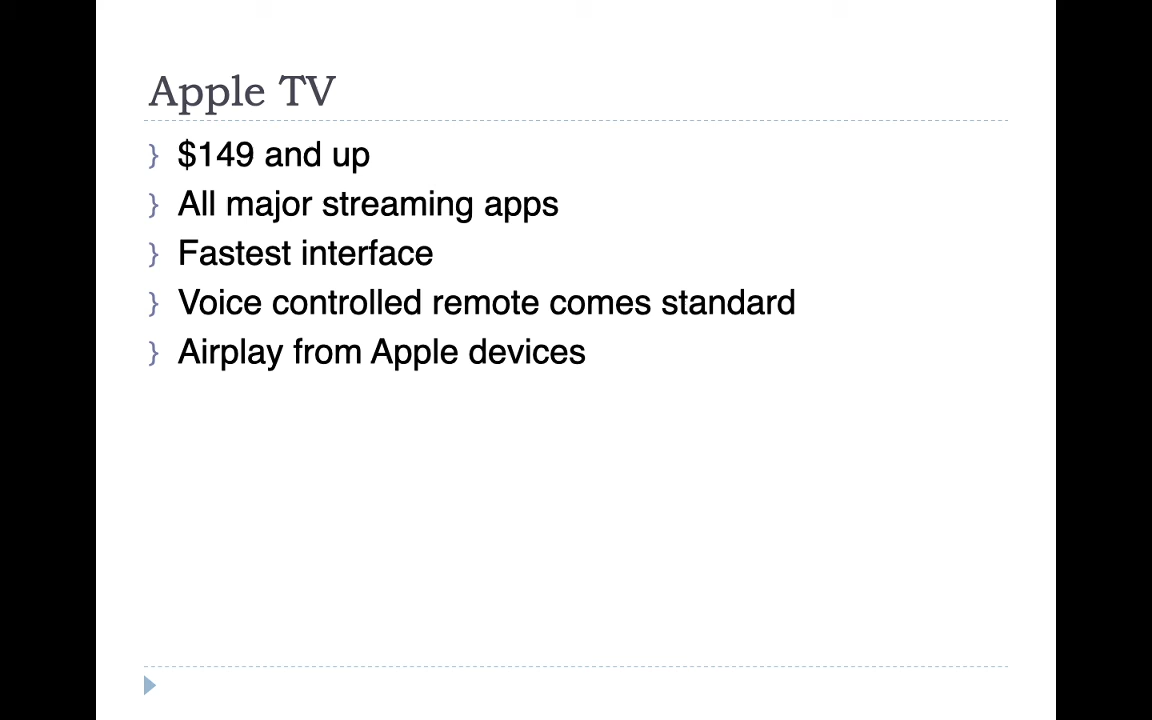 Apple TV
} $149 and up
} All major streaming apps
} Fastest interface
} Voice controlled remote comes standard
} Airplay from Apple devices